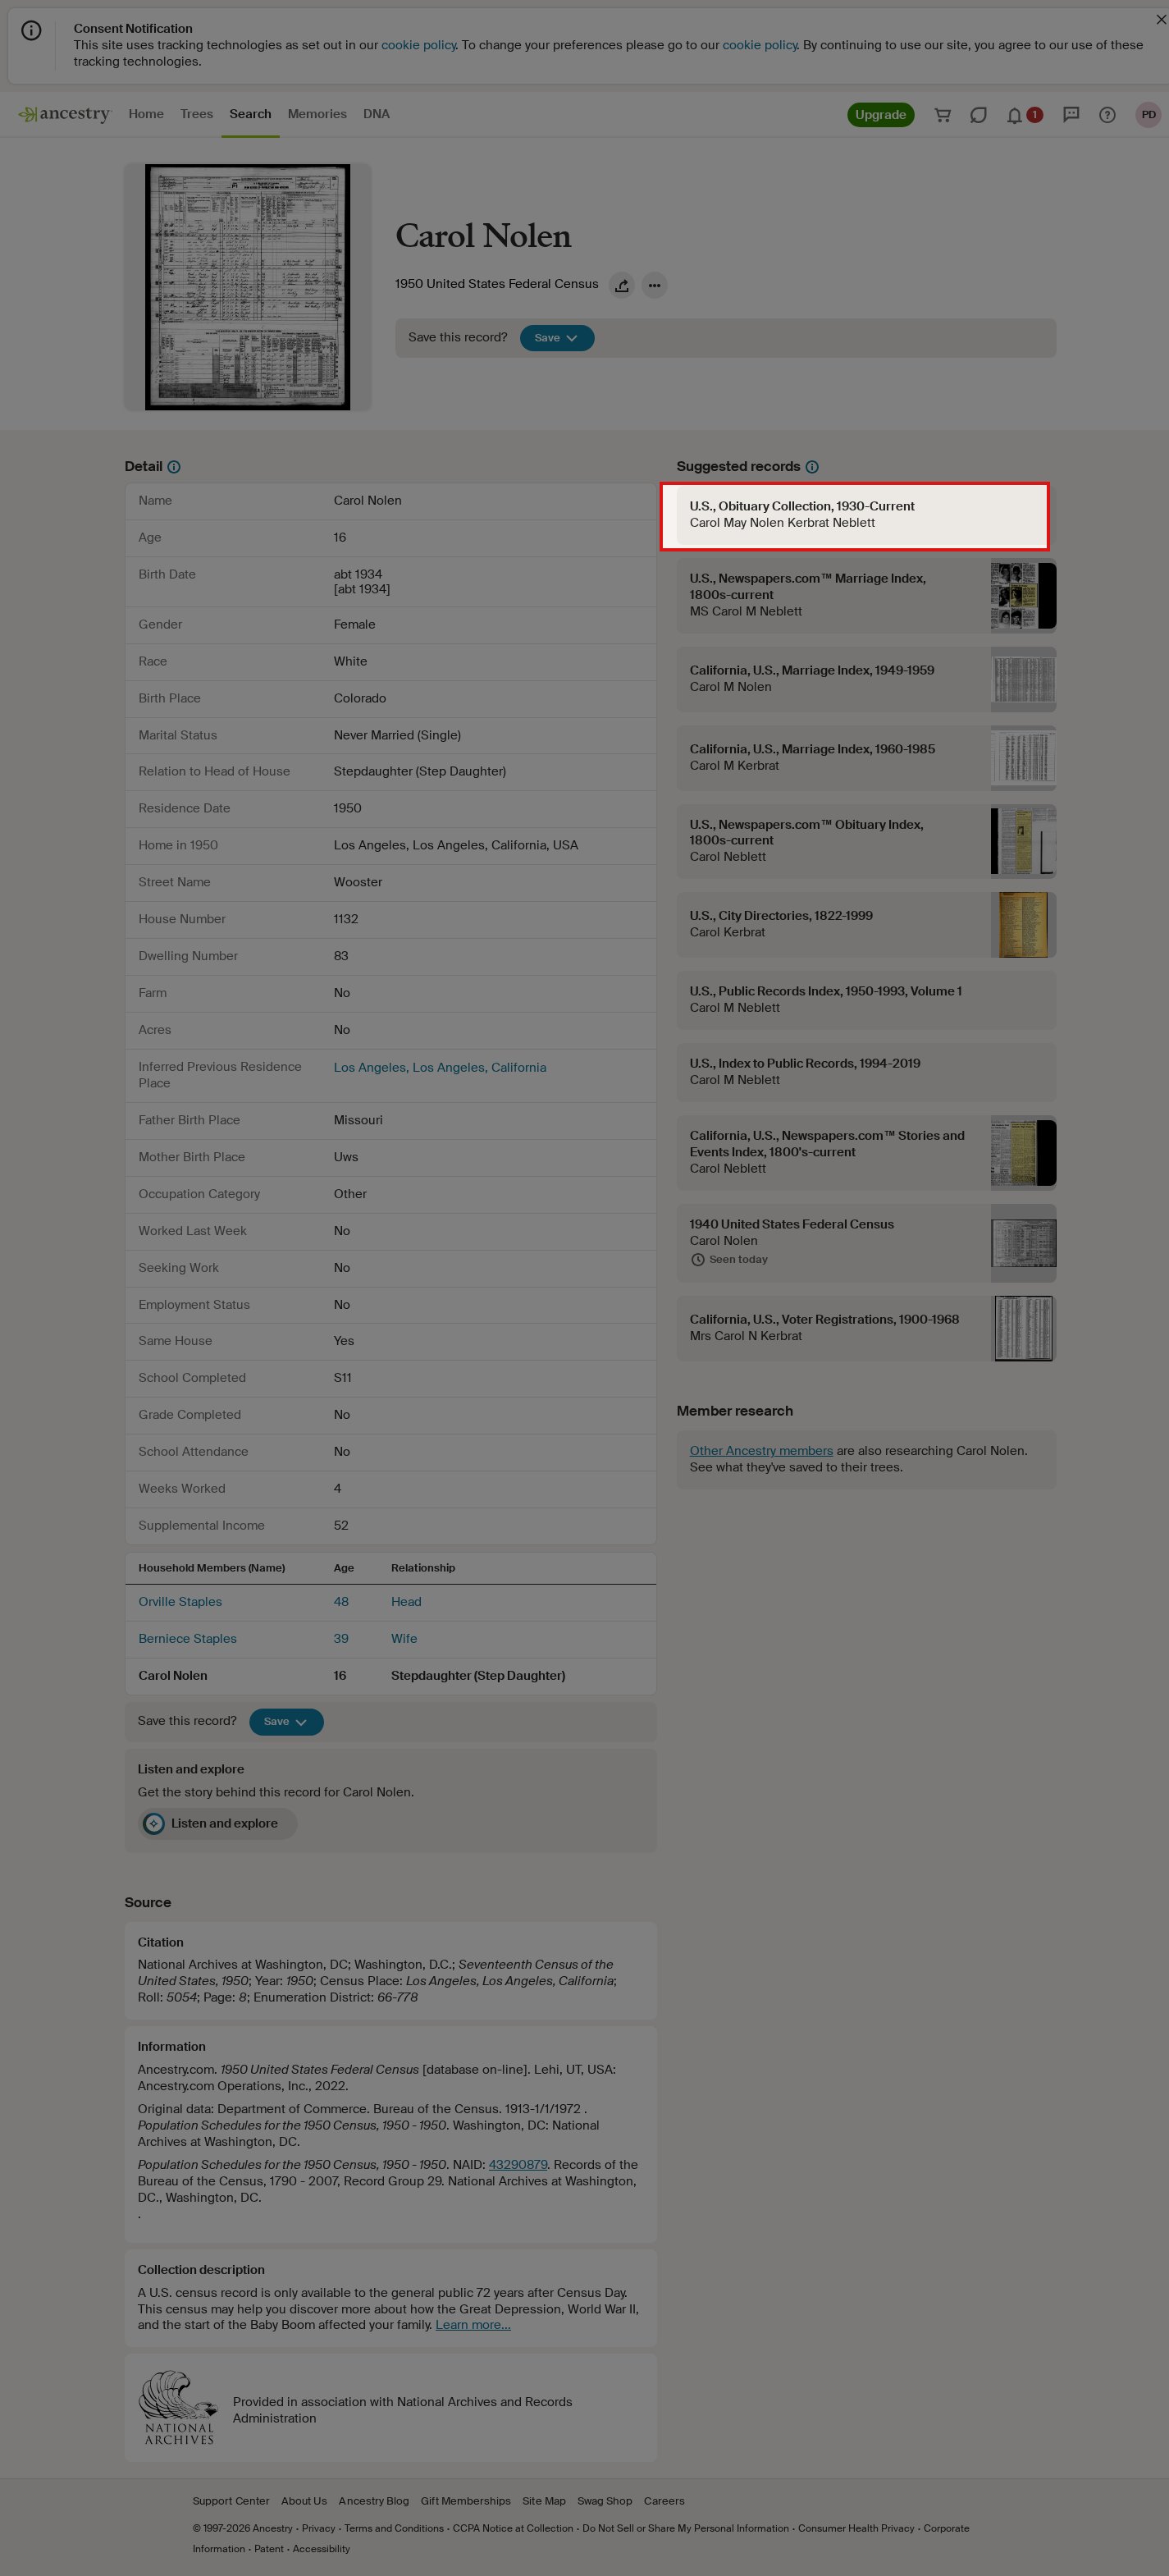 Consent Notification
This site uses tracking technologies as set out in our cookie policy. To change your preferences please go to our cookie policy. By continuing to use our site, you agree to our use of these
tracking technologies.
ancestry Home Trees Search Memories DNA Upgrade 1 PD
Carol Nolen
1950 United States Federal Census
Save this record? Save
Detail
Name Carol Nolen
Age 16
Birth Date abt 1934
[abt 1934]
Gender Female
Race White
Birth Place Colorado
Marital Status Never Married (Single)
Relation to Head of House Stepdaughter (Step Daughter)
Residence Date 1950
Home in 1950 Los Angeles, Los Angeles, California, USA
Street Name Wooster
House Number 1132
Dwelling Number 83
Farm No
Acres No
Inferred Previous Residence Los Angeles, Los Angeles, California
Place
Father Birth Place Missouri
Mother Birth Place Uws
Occupation Category Other
Worked Last Week No
Seeking Work No
Employment Status No
Same House Yes
School Completed S11
Grade Completed No
School Attendance No
Weeks Worked 4
Supplemental Income 52
Household Members (Name) Age Relationship
Orville Staples 48 Head
Berniece Staples 39 Wife
Carol Nolen 16 Stepdaughter (Step Daughter)
Save this record? Save
Listen and explore
Get the story behind this record for Carol Nolen.
Listen and explore
Suggested records
U.S., Obituary Collection, 1930-Current
Carol May Nolen Kerbrat Neblett
U.S., Newspapers.com™ Marriage Index,
1800s-current
MS Carol M Neblett
California, U.S., Marriage Index, 1949-1959
Carol M Nolen
California, U.S., Marriage Index, 1960-1985
Carol M Kerbrat
U.S., Newspapers.com™ Obituary Index,
1800s-current
Carol Neblett
U.S., City Directories, 1822-1999
Carol Kerbrat
U.S., Public Records Index, 1950-1993, Volume 1
Carol M Neblett
U.S., Index to Public Records, 1994-2019
Carol M Neblett
California, U.S., Newspapers.com™ Stories and
Events Index, 1800's-current
Carol Neblett
1940 United States Federal Census
Carol Nolen
Seen today
California, U.S., Voter Registrations, 1900-1968
Mrs Carol N Kerbrat
Member research
Other Ancestry members are also researching Carol Nolen.
See what they've saved to their trees.
Source
Citation
National Archives at Washington, DC; Washington, D.C.; Seventeenth Census of the
United States, 1950; Year: 1950; Census Place: Los Angeles, Los Angeles, California;
Roll: 5054; Page: 8; Enumeration District: 66-778
Information
Ancestry.com. 1950 United States Federal Census [database on-line]. Lehi, UT, USA:
Ancestry.com Operations, Inc., 2022.
Original data: Department of Commerce. Bureau of the Census. 1913-1/1/1972 .
Population Schedules for the 1950 Census, 1950 - 1950. Washington, DC: National
Archives at Washington, DC.
Population Schedules for the 1950 Census, 1950 - 1950. NAID: 43290879. Records of the
Bureau of the Census, 1790 - 2007, Record Group 29. National Archives at Washington,
DC., Washington, DC.
.
Collection description
A U.S. census record is only available to the general public 72 years after Census Day.
This census may help you discover more about how the Great Depression, World War II,
and the start of the Baby Boom affected your family. Learn more...
NATIONAL
ARCHIVES
Provided in association with National Archives and Records
Administration
Support Center About Us Ancestry Blog Gift Memberships Site Map Swag Shop Careers
© 1997-2026 Ancestry • Privacy • Terms and Conditions • CCPA Notice at Collection • Do Not Sell or Share My Personal Information • Consumer Health Privacy • Corporate
Information • Patent • Accessibility